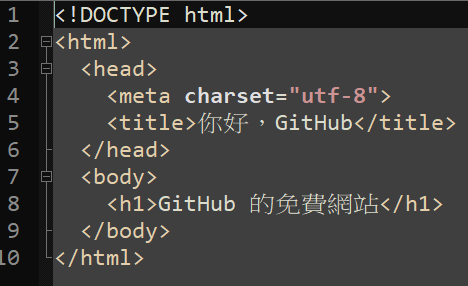 1 <!DOCTYPE html>
2 <html>
3   <head>
4     <meta charset="utf-8">
5     <title>你好，GitHub</title>
6   </head>
7   <body>
8     <h1>GitHub 的免費網站</h1>
9   </body>
10 </html>